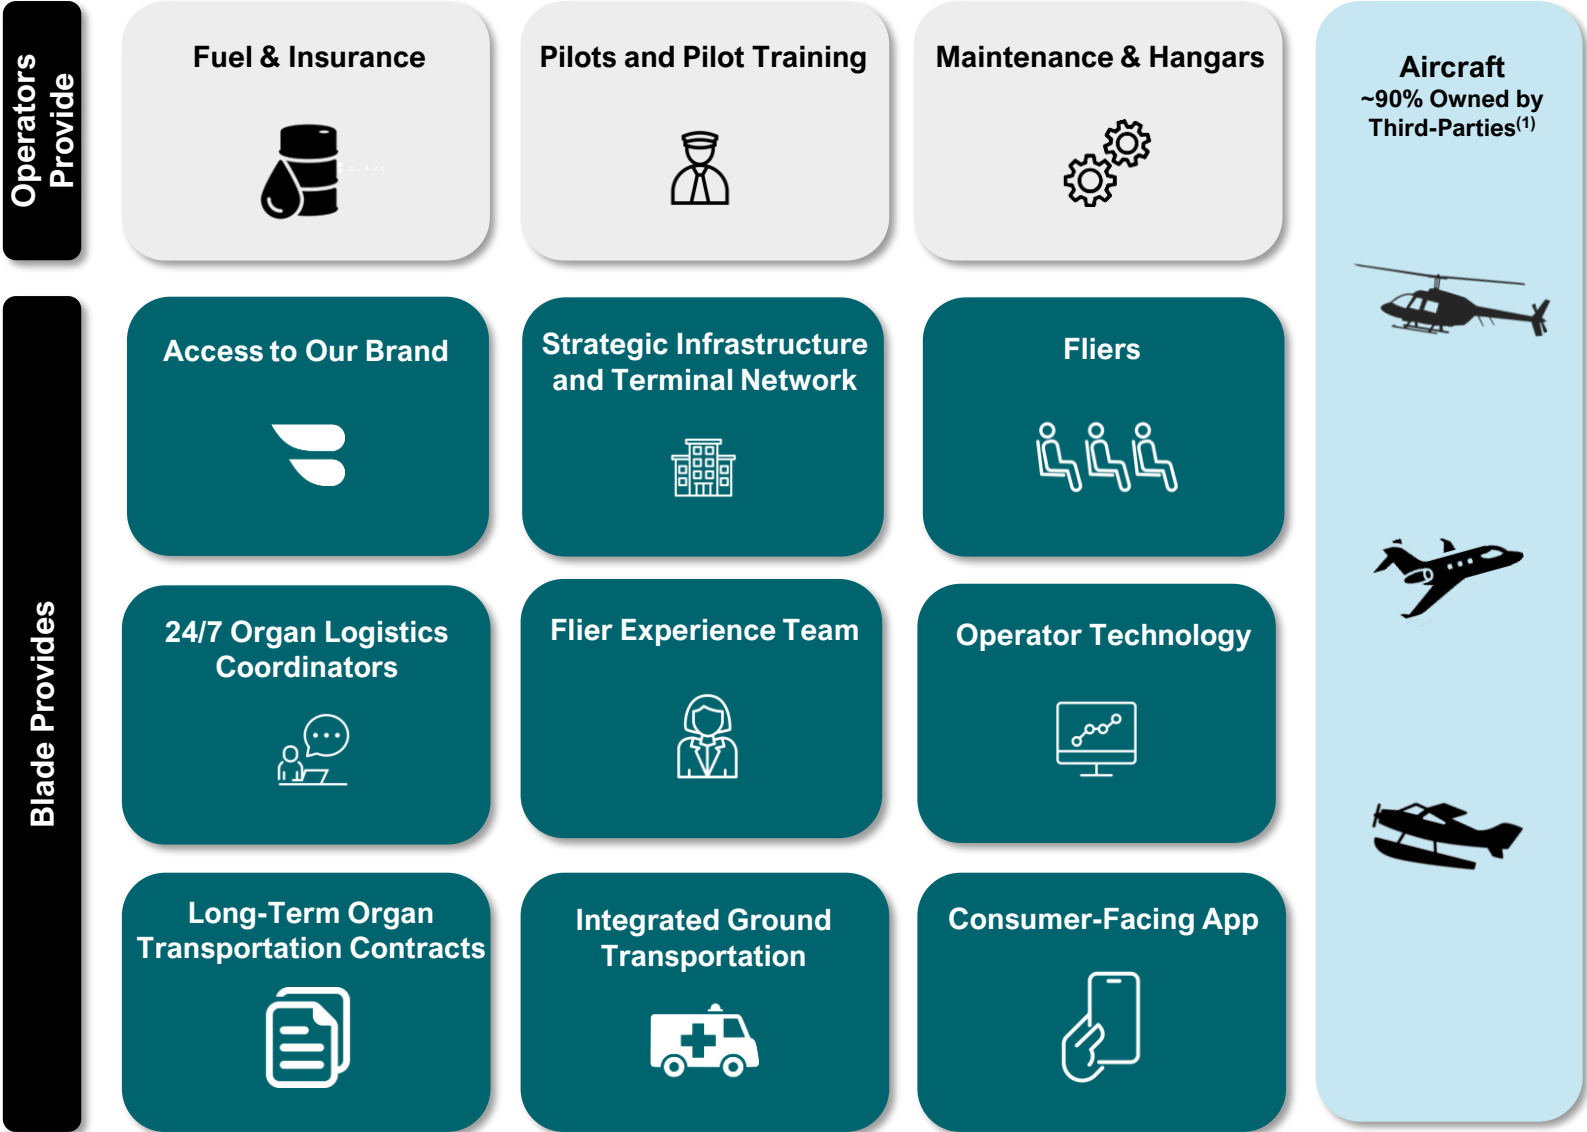 Operators
Provide
Fuel & Insurance
Pilots and Pilot Training
Maintenance & Hangars
Aircraft
~90% Owned by
Third-Parties(1)
Blade Provides
Access to Our Brand
Strategic Infrastructure
and Terminal Network
Fliers
24/7 Organ Logistics
Coordinators
Flier Experience Team
Operator Technology
Long-Term Organ
Transportation Contracts
Integrated Ground
Transportation
Consumer-Facing App